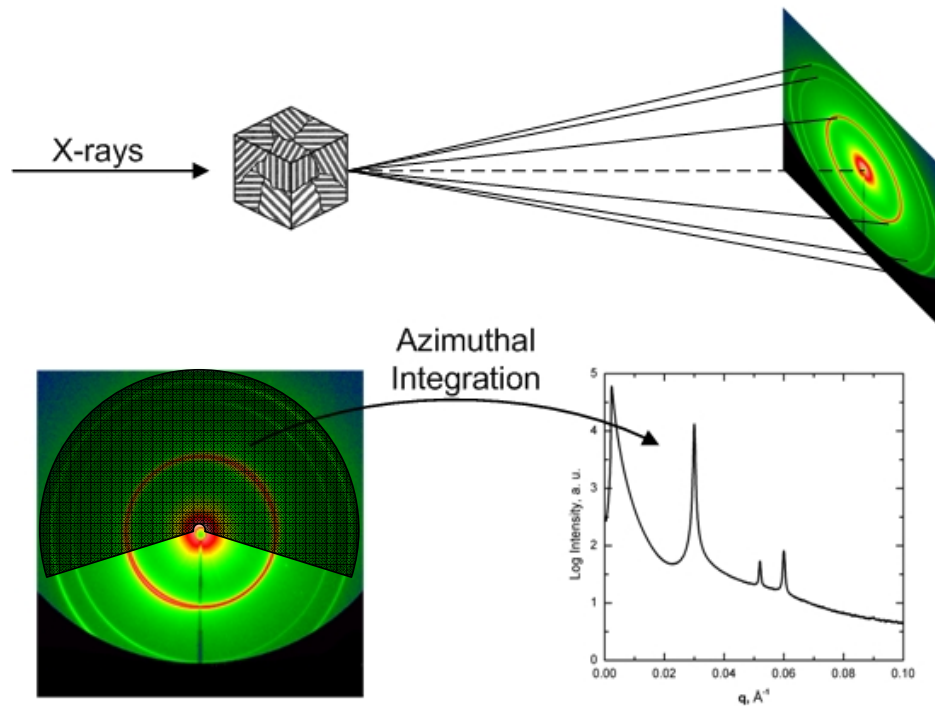 X-rays
Azimuthal
Integration
5
4
3
2
1
0
Log Intensity, a. u.
0.00 0.02 0.04 0.06 0.08 0.10
q, Å⁻¹